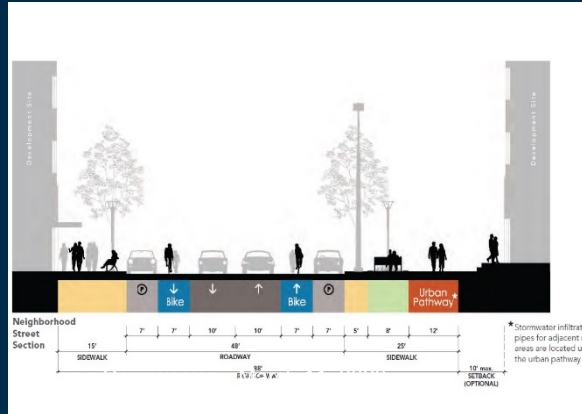 Development Site
Development Site
P
Bike
Bike
P
Urban
Pathway*
Neighborhood
Street
Section
7' 7' 10' 10' 7' 7' 5' 8' 12'
15' 48' 25'
SIDEWALK ROADWAY SIDEWALK
10' max.
SETBACK
(OPTIONAL)
* Stormwater infiltrat
pipes for adjacent
areas are located u
the urban pathway